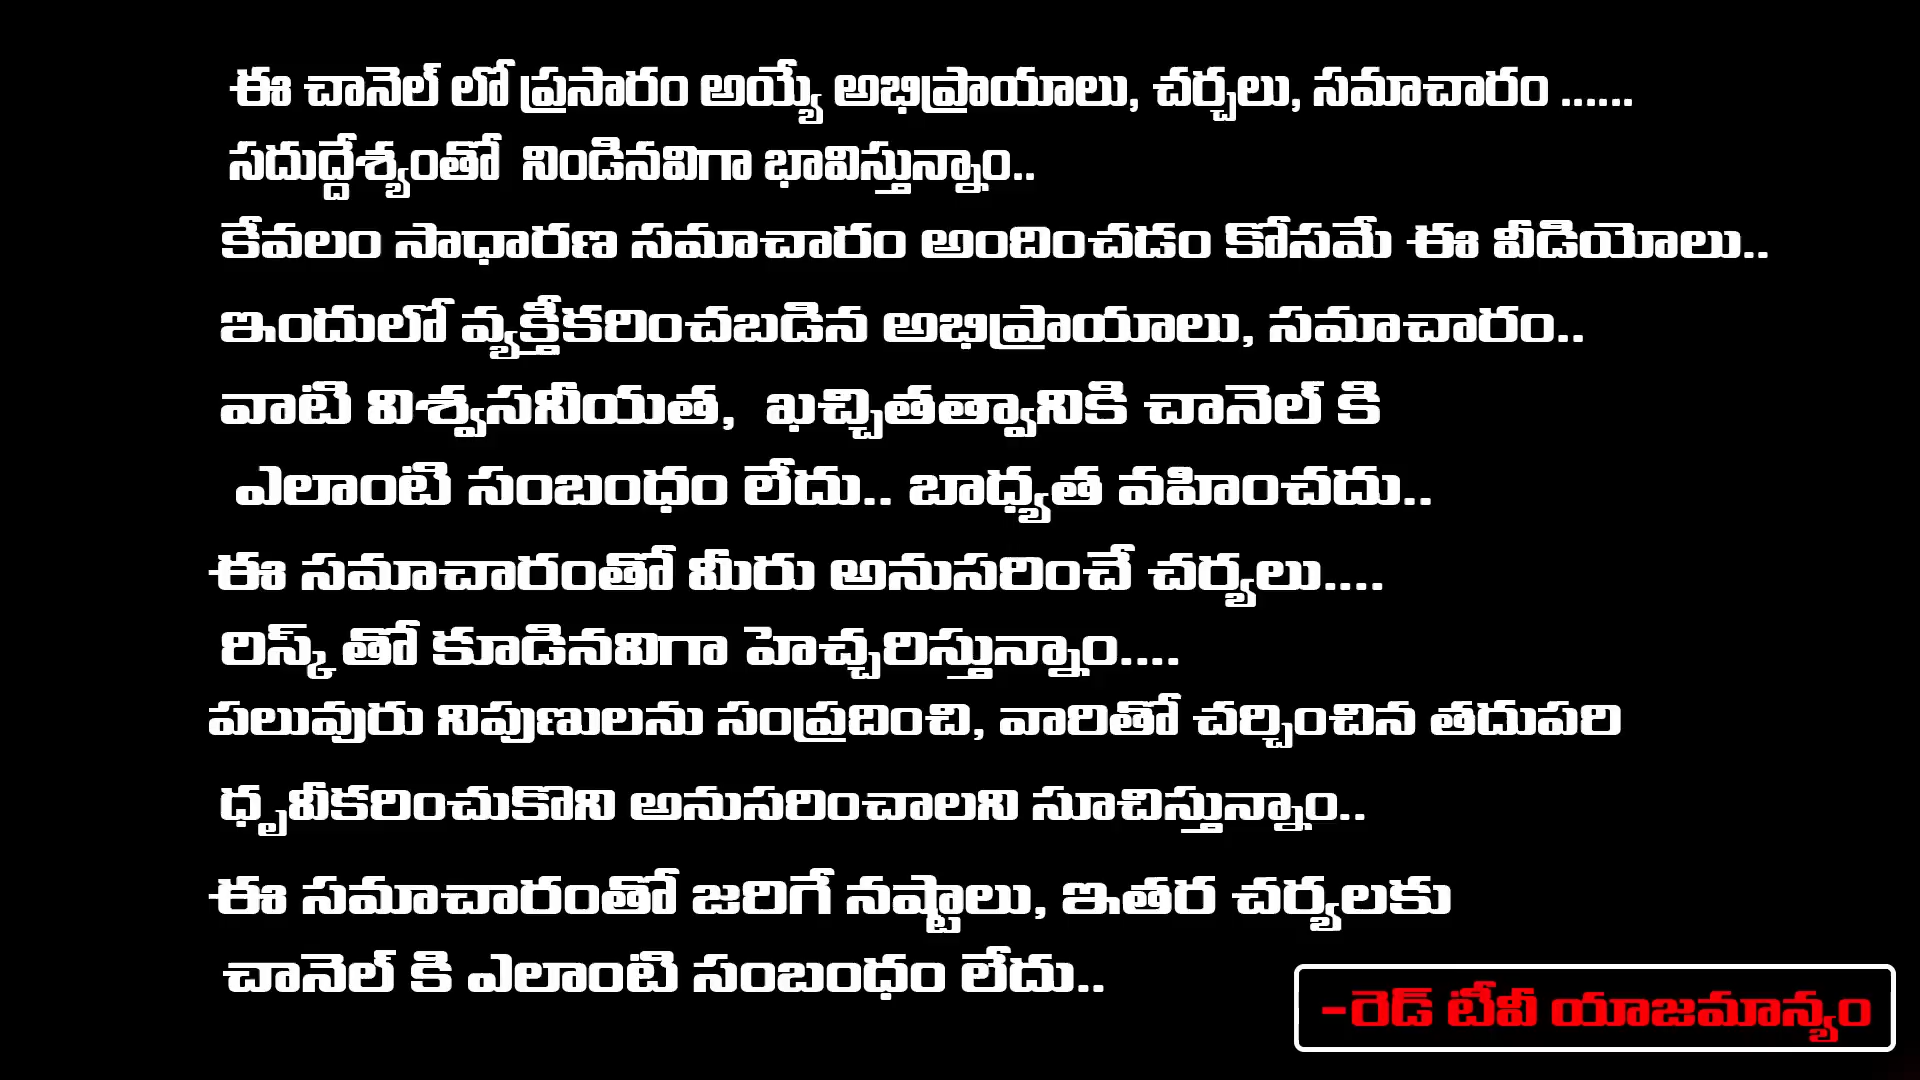 ఈ చానెల్ లో ప్రసారం అయ్యే అభిప్రాయాలు, చర్చలు, సమాచారం ......
సదుద్దేశ్యంతో నిండినవిగా భావిస్తున్నాం..
కేవలం సాధారణ సమాచారం అందించడం కోసమే ఈ వీడియోలు..
ఇందులో వ్యక్తీకరించబడిన అభిప్రాయాలు, సమాచారం..
వాటి విశ్వసనీయత, ఖచ్చితత్వానికి చానెల్ కి
ఎలాంటి సంబంధం లేదు.. బాధ్యత వహించదు..
ఈ సమాచారంతో మీరు అనుసరించే చర్యలు....
రిస్క్ తో కూడినవిగా హెచ్చరిస్తున్నాం....
పలువురు నిపుణులను సంప్రదించి, వారితో చర్చించిన తదుపరి
ధృవీకరించుకొని అనుసరించాలని సూచిస్తున్నాం..
ఈ సమాచారంతో జరిగే నష్టాలు, ఇతర చర్యలకు
చానెల్ కి ఎలాంటి సంబంధం లేదు..
-రెడ్ టీవీ యాజమాన్యం